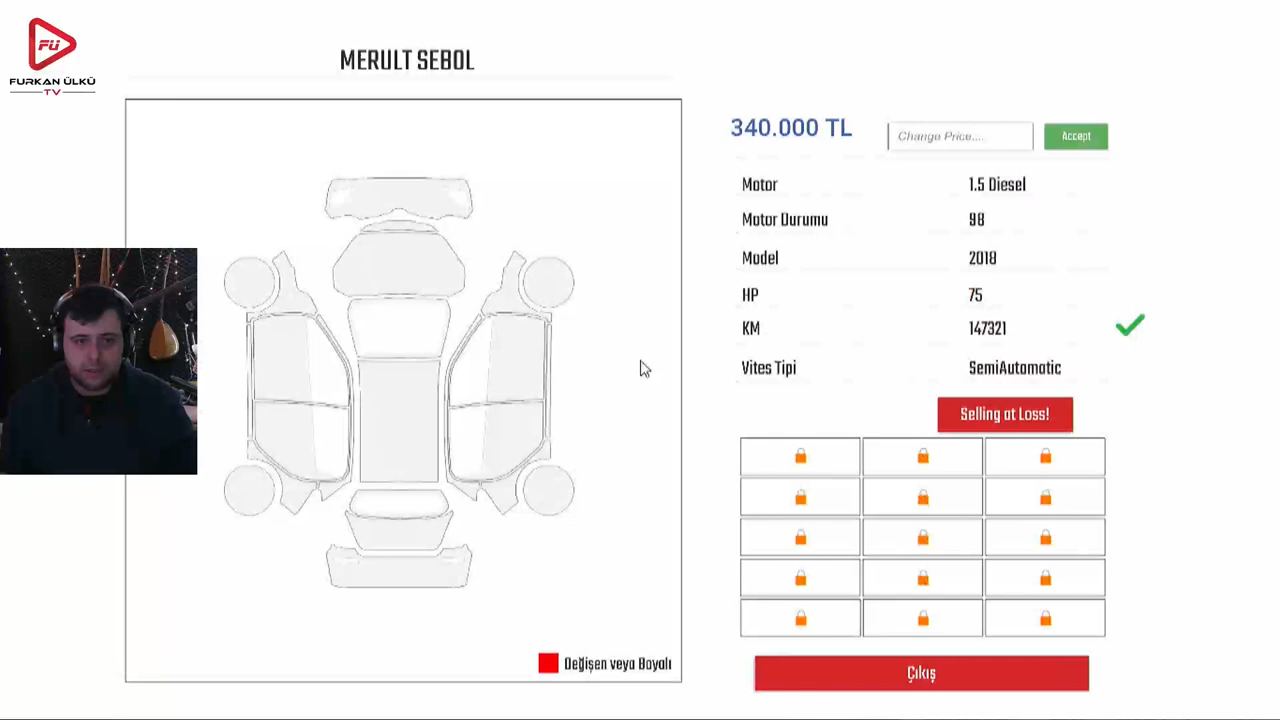 FU
FURKAN ÜLKÜ
TV
MERULT SEBOL
340.000 TL
Change Price....
Accept
Motor 1.5 Diesel
Motor Durumu 98
Model 2018
HP 75
KM 147321
Vites Tipi SemiAutomatic
Selling at Loss!
Değişen veya Boyalı
Çıkış